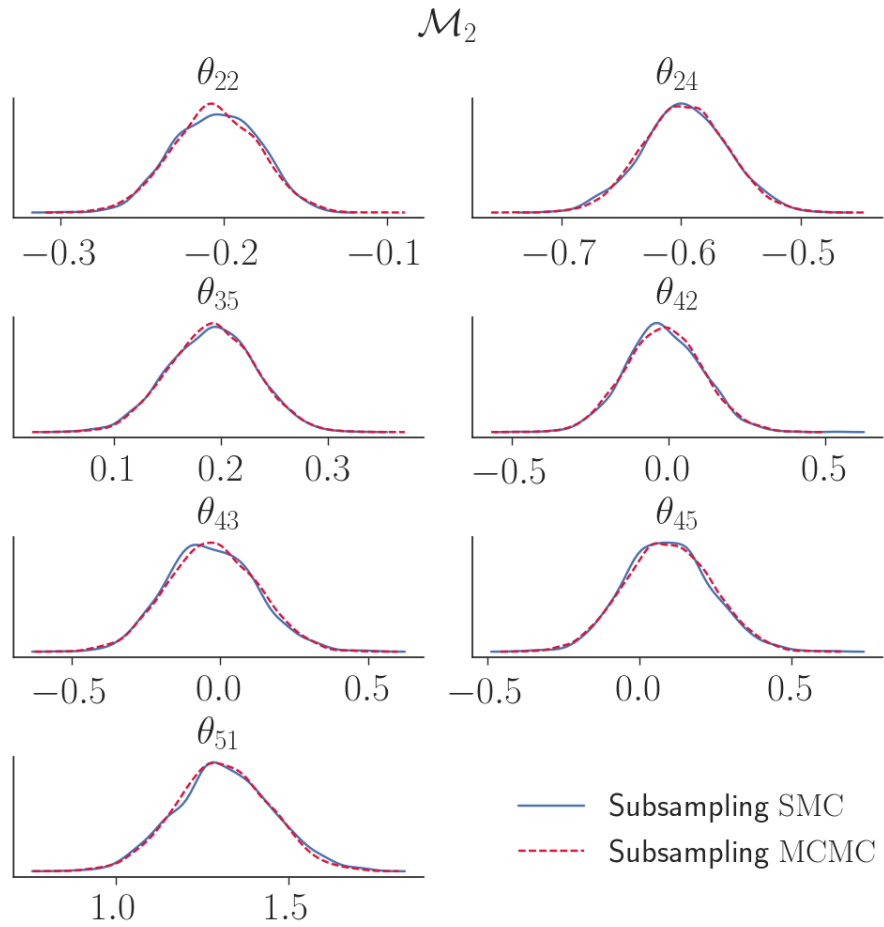 ℳ₂
θ₂₂
θ₂₄
−0.3 −0.2 −0.1
−0.7 −0.6 −0.5
θ₃₅
θ₄₂
0.1 0.2 0.3
−0.5 0.0 0.5
θ₄₃
θ₄₅
−0.5 0.0 0.5
−0.5 0.0 0.5
θ₅₁
1.0 1.5
Subsampling SMC
Subsampling MCMC